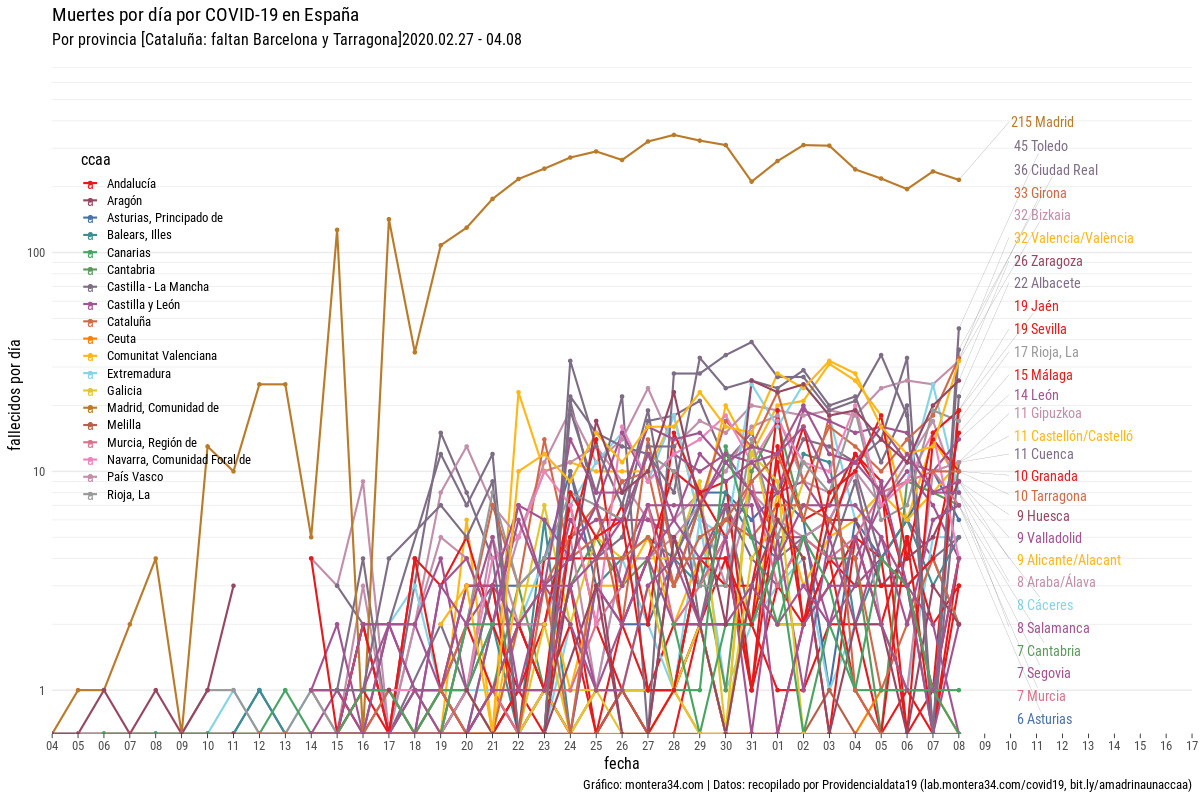 Muertes por día por COVID-19 en España
Por provincia [Cataluña: faltan Barcelona y Tarragona]2020.02.27 - 04.08
fallecidos por día
100
10
1
ccaa
Andalucía
Aragón
Asturias, Principado de
Balears, Illes
Canarias
Cantabria
Castilla - La Mancha
Castilla y León
Cataluña
Ceuta
Comunitat Valenciana
Extremadura
Galicia
Madrid, Comunidad de
Melilla
Murcia, Región de
Navarra, Comunidad Foral de
País Vasco
Rioja, La
215 Madrid
45 Toledo
36 Ciudad Real
33 Girona
32 Bizkaia
32 Valencia/València
26 Zaragoza
22 Albacete
19 Jaén
19 Sevilla
17 Rioja, La
15 Málaga
14 León
11 Gipuzkoa
11 Castellón/Castelló
11 Cuenca
10 Granada
10 Tarragona
9 Huesca
9 Valladolid
9 Alicante/Alacant
8 Araba/Álava
8 Cáceres
8 Salamanca
7 Cantabria
7 Segovia
7 Murcia
6 Asturias
04 05 06 07 08 09 10 11 12 13 14 15 16 17 18 19 20 21 22 23 24 25 26 27 28 29 30 31 01 02 03 04 05 06 07 08 09 10 11 12 13 14 15 16 17
fecha
Gráfico: montera34.com | Datos: recopilado por Providencialdata19 (lab.montera34.com/covid19, bit.ly/amadrinaunaccaa)